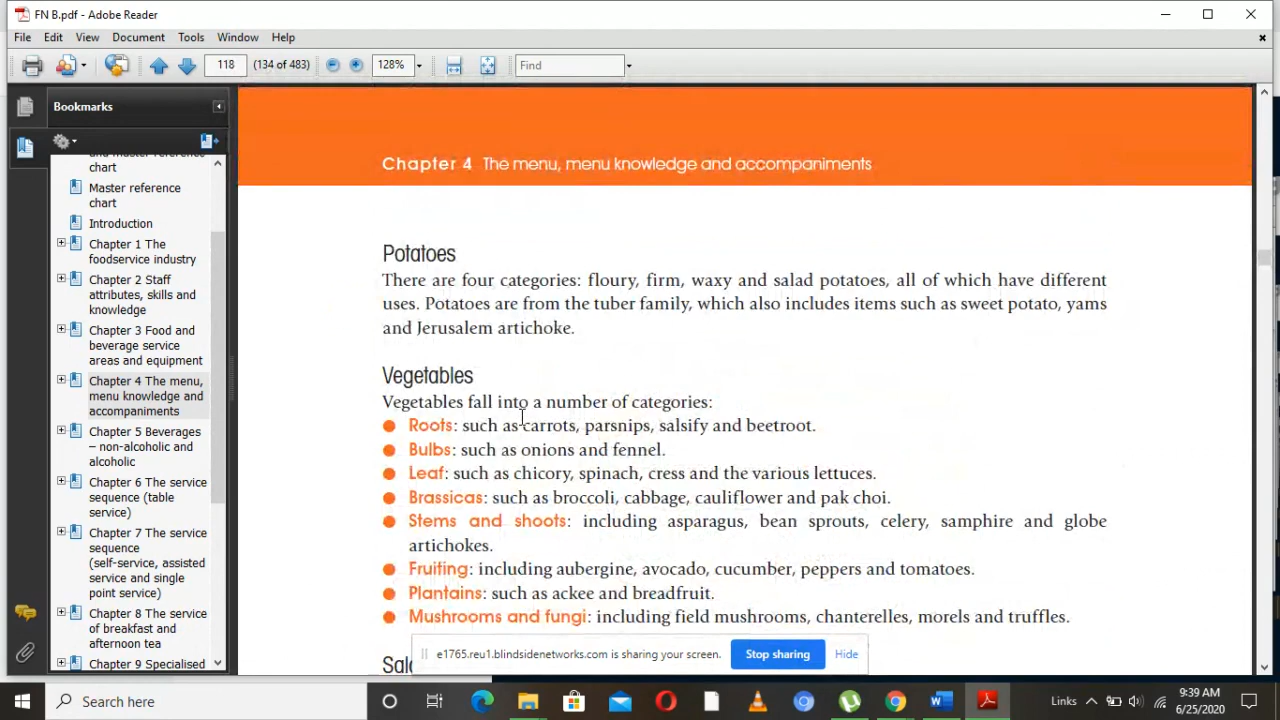 FN B.pdf - Adobe Reader
File Edit View Document Tools Window Help
118 (134 of 483) 128% Find
Bookmarks
and master reference
chart
Master reference
chart
Introduction
Chapter 1 The
foodservice industry
Chapter 2 Staff
attributes, skills and
knowledge
Chapter 3 Food and
beverage service
areas and equipment
Chapter 4 The menu,
menu knowledge and
accompaniments
Chapter 5 Beverages
– non-alcoholic and
alcoholic
Chapter 6 The service
sequence (table
service)
Chapter 7 The service
sequence
(self-service, assisted
service and single
point service)
Chapter 8 The service
of breakfast and
afternoon tea
Chapter 9 Specialised
Chapter 4 The menu, menu knowledge and accompaniments
Potatoes
There are four categories: floury, firm, waxy and salad potatoes, all of which have different
uses. Potatoes are from the tuber family, which also includes items such as sweet potato, yams
and Jerusalem artichoke.
Vegetables
Vegetables fall into a number of categories:
Roots: such as carrots, parsnips, salsify and beetroot.
Bulbs: such as onions and fennel.
Leaf: such as chicory, spinach, cress and the various lettuces.
Brassicas: such as broccoli, cabbage, cauliflower and pak choi.
Stems and shoots: including asparagus, bean sprouts, celery, samphire and globe
artichokes.
Fruiting: including aubergine, avocado, cucumber, peppers and tomatoes.
Plantains: such as ackee and breadfruit.
Mushrooms and fungi: including field mushrooms, chanterelles, morels and truffles.
e1765.reu1.blindsidenetworks.com is sharing your screen. Stop sharing Hide
Search here
Links
9:39 AM
6/25/2020